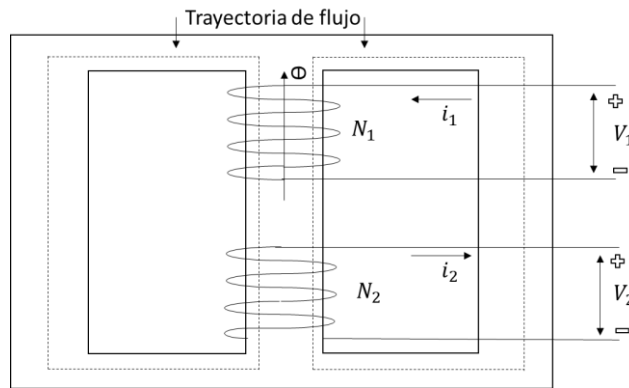 Trayectoria de flujo
Θ
N₁
i₁
+
V₁
−
N₂
i₂
+
V₂
−